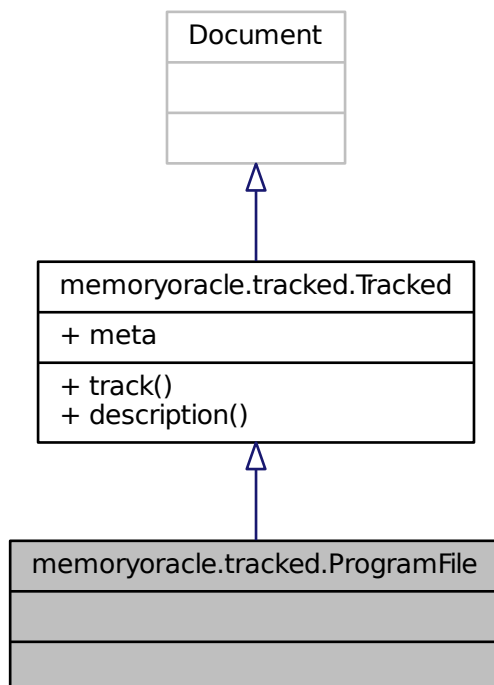 Document
memoryoracle.tracked.Tracked
+ meta
+ track()
+ description()
memoryoracle.tracked.ProgramFile